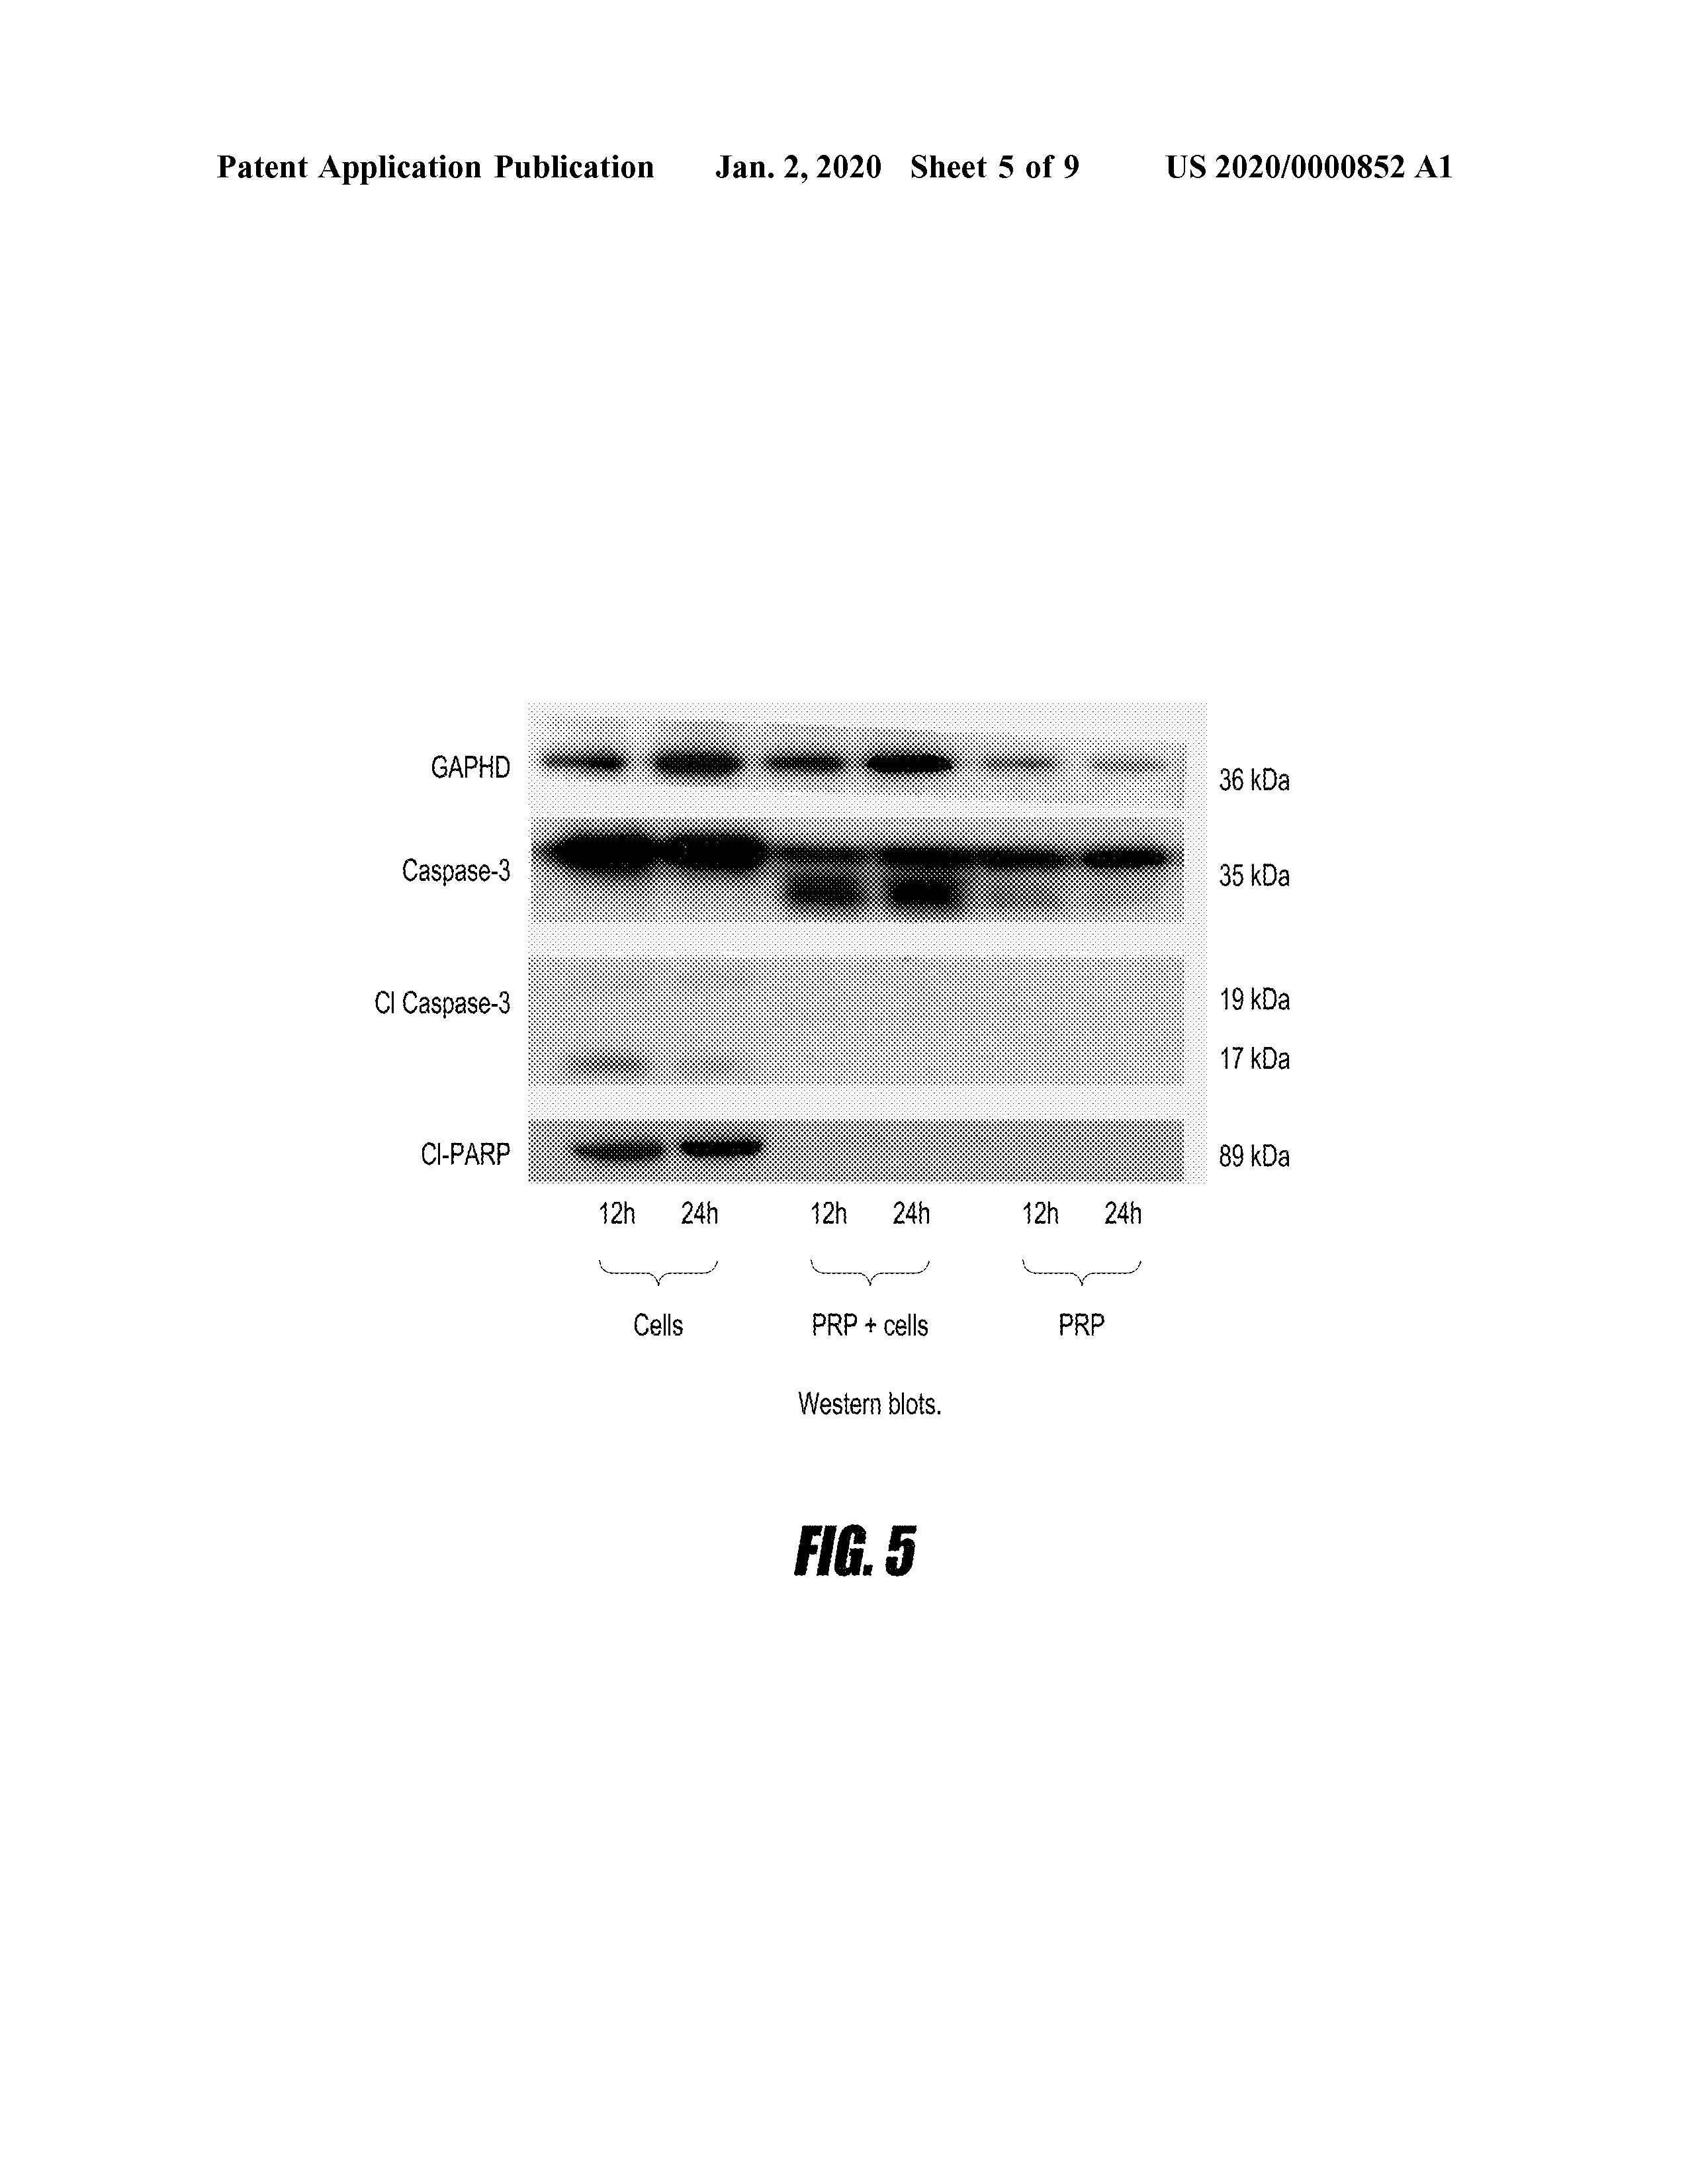 Patent Application Publication Jan. 2, 2020 Sheet 5 of 9 US 2020/0000852 A1
GAPHD 36 kDa
Caspase-3 35 kDa
Cl Caspase-3 19 kDa
17 kDa
Cl-PARP 89 kDa
12h 24h 12h 24h 12h 24h
Cells PRP + cells PRP
Western blots.
FIG. 5